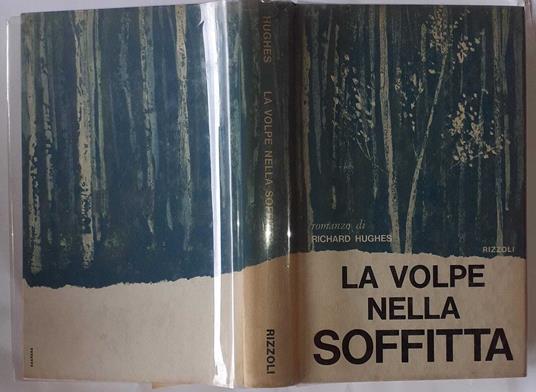 HUGHES
LA VOLPE NELLA SOFFITTA
RIZZOLI
romanzo di
RICHARD HUGHES
RIZZOLI
LA VOLPE
NELLA
SOFFITTA